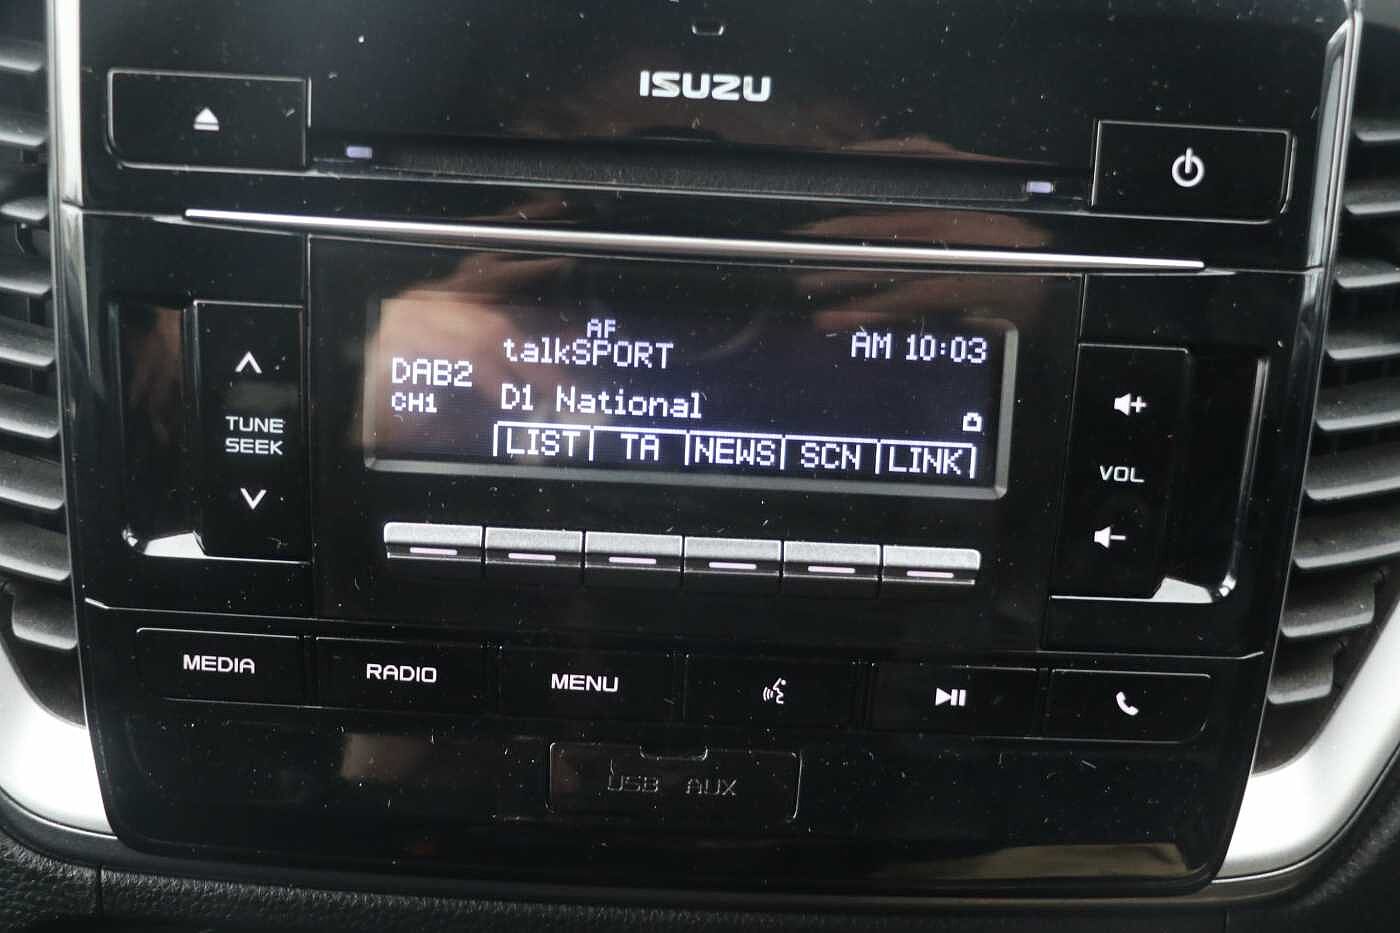 ISUZU
AF
talkSPORT
AM 10:03
DAB2
CH1
D1 National
LIST TA NEWS SCN LINK
TUNE
SEEK
VOL
MEDIA
RADIO
MENU
USB AUX